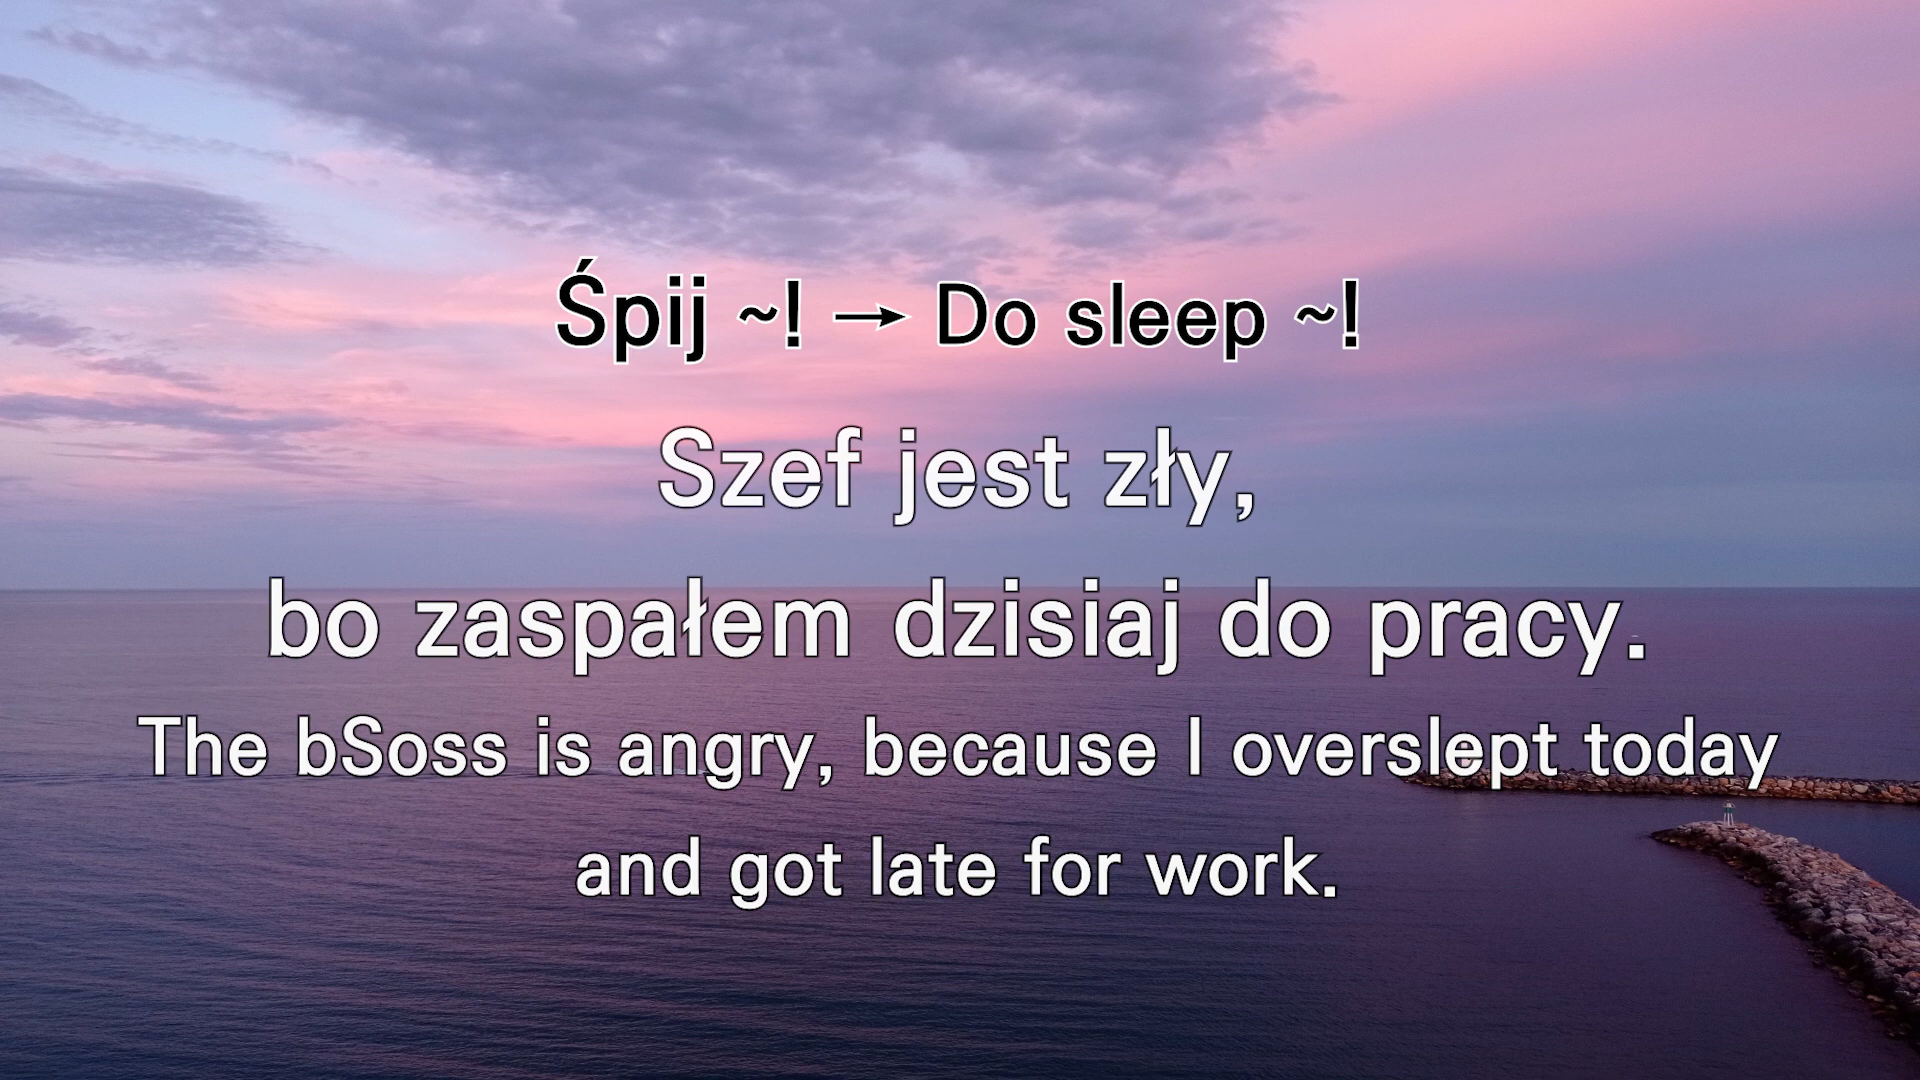 Śpij ~! → Do sleep ~!
Szef jest zły,
bo zaspałem dzisiaj do pracy.
The bSoss is angry, because I overslept today
and got late for work.